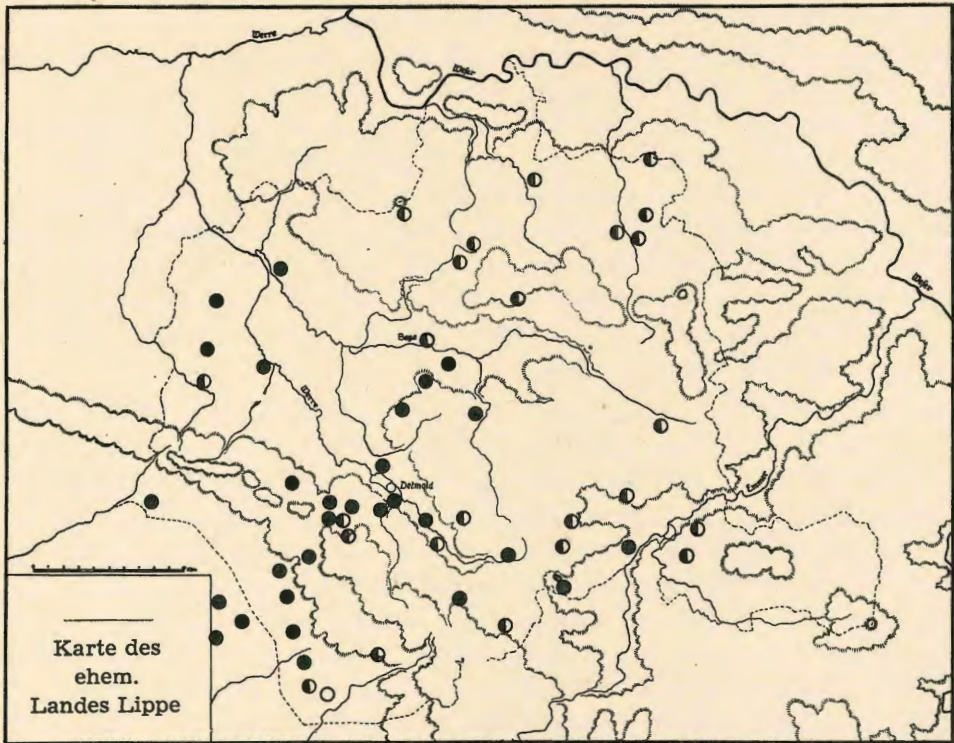 Werre
Weser
Weser
Bega
Werre
Detmold
Emmer
Karte des
ehem.
Landes Lippe